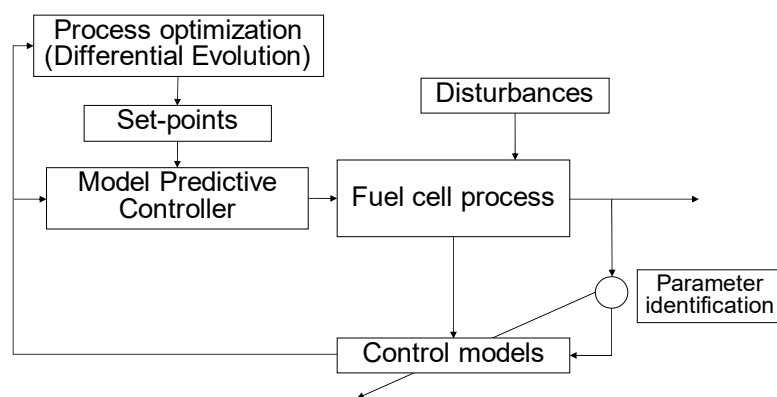 Process optimization
(Differential Evolution)
Disturbances
Set-points
Model Predictive
Controller
Fuel cell process
Parameter
identification
Control models